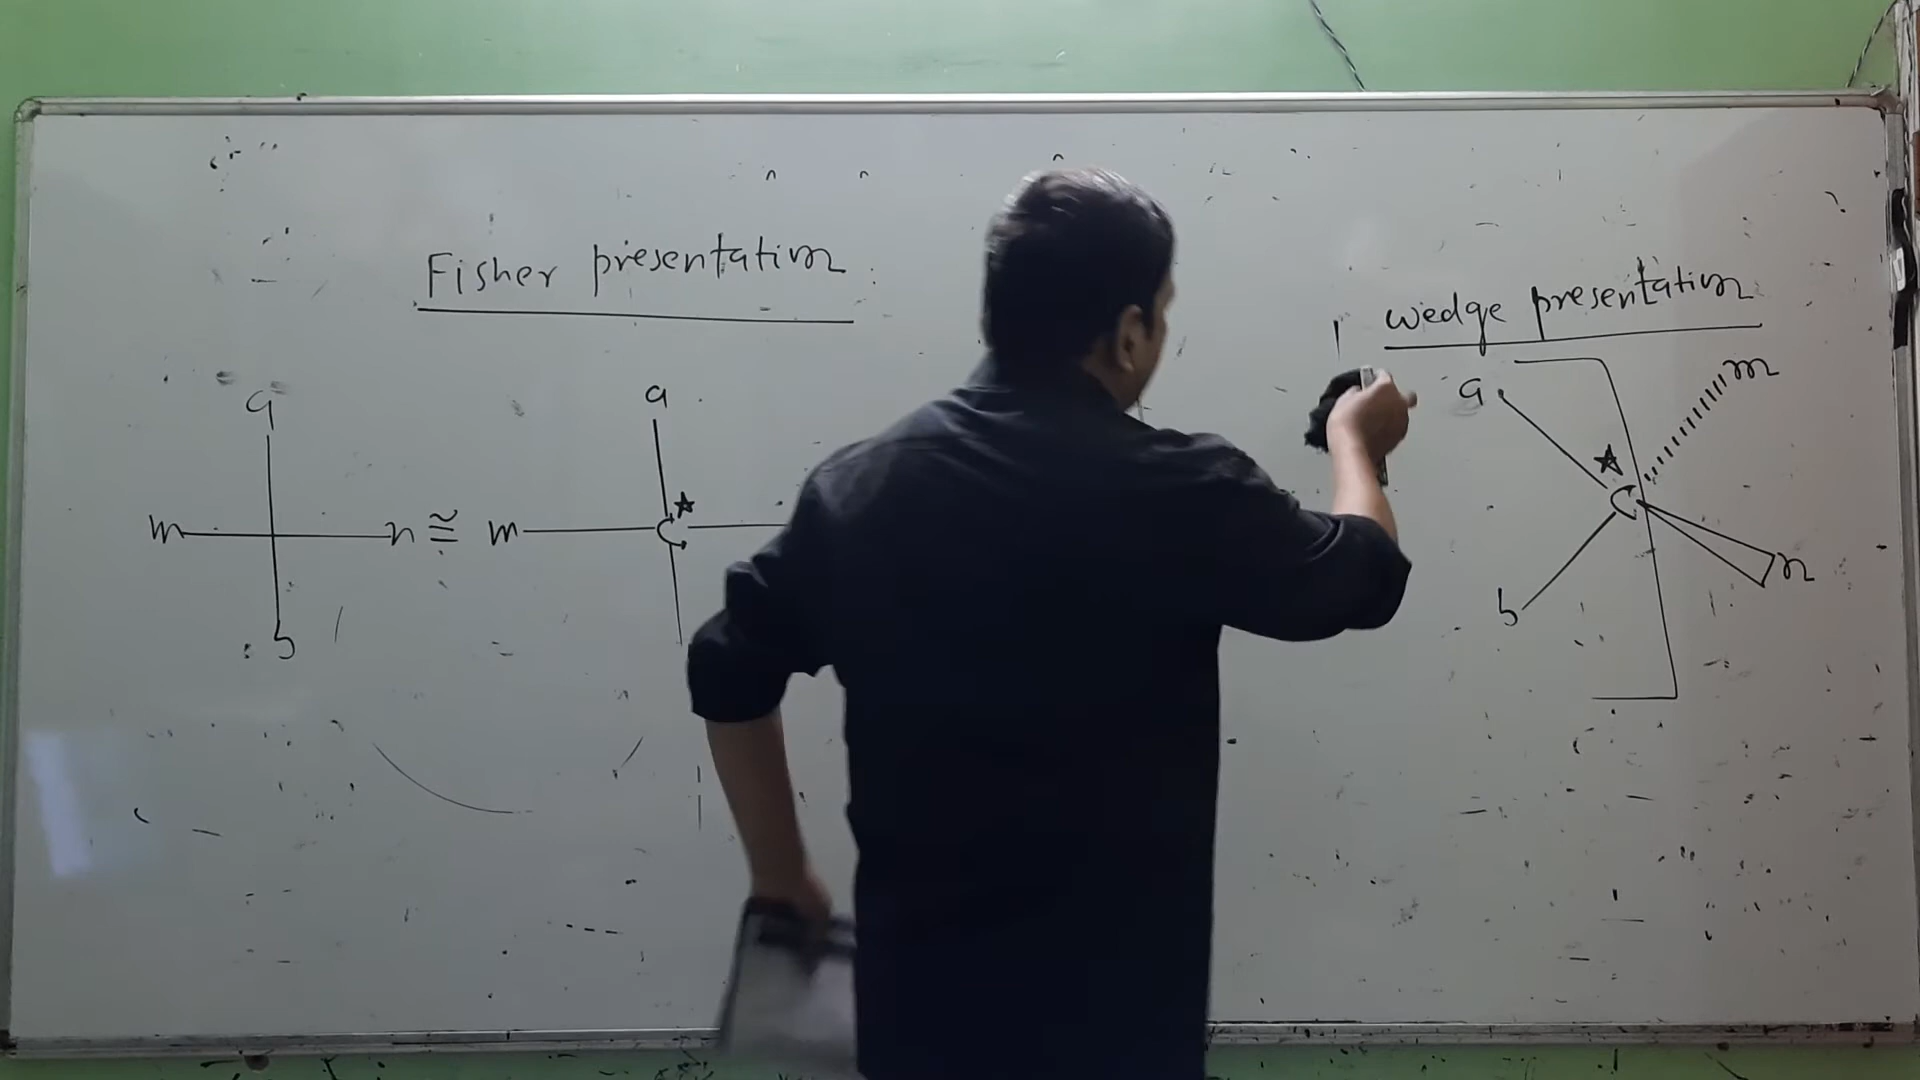 Fisher presentation
wedge presentation
a
m n ≅ m C
b
a
a m
C
b n